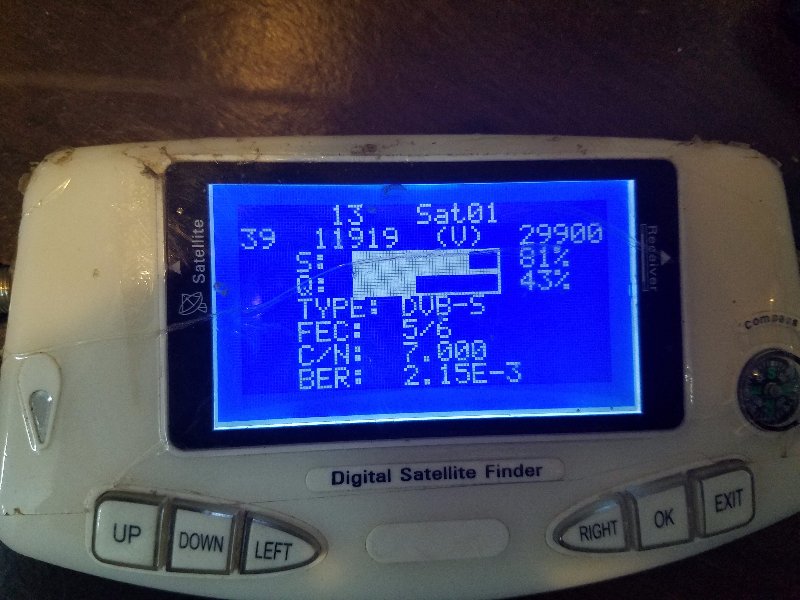 13 Sat01
39 11919 (V) 29900
S: 81%
Q: 43%
TYPE: DVB-S
FEC: 5/6
C/N: 7.000
BER: 2.15E-3
Satellite
Receiver
Compass
Digital Satellite Finder
UP DOWN LEFT RIGHT OK EXIT